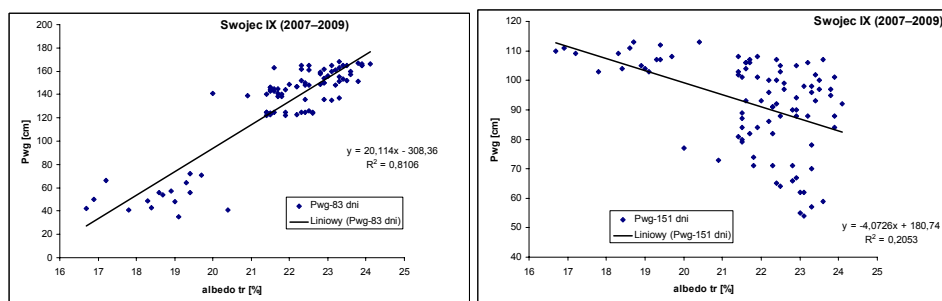 Swojec IX (2007–2009)
Pwg [cm]
200
180
160
140
120
100
80
60
40
20
0
y = 20,114x - 308,36
R² = 0,8106
Pwg-83 dni
Liniowy (Pwg-83 dni)
16 17 18 19 20 21 22 23 24 25
albedo tr [%]
Swojec IX (2007–2009)
Pwg [cm]
120
110
100
90
80
70
60
50
40
Pwg-151 dni
Liniowy (Pwg-151 dni)
y = -4,0726x + 180,74
R² = 0,2053
16 17 18 19 20 21 22 23 24 25
albedo tr [%]